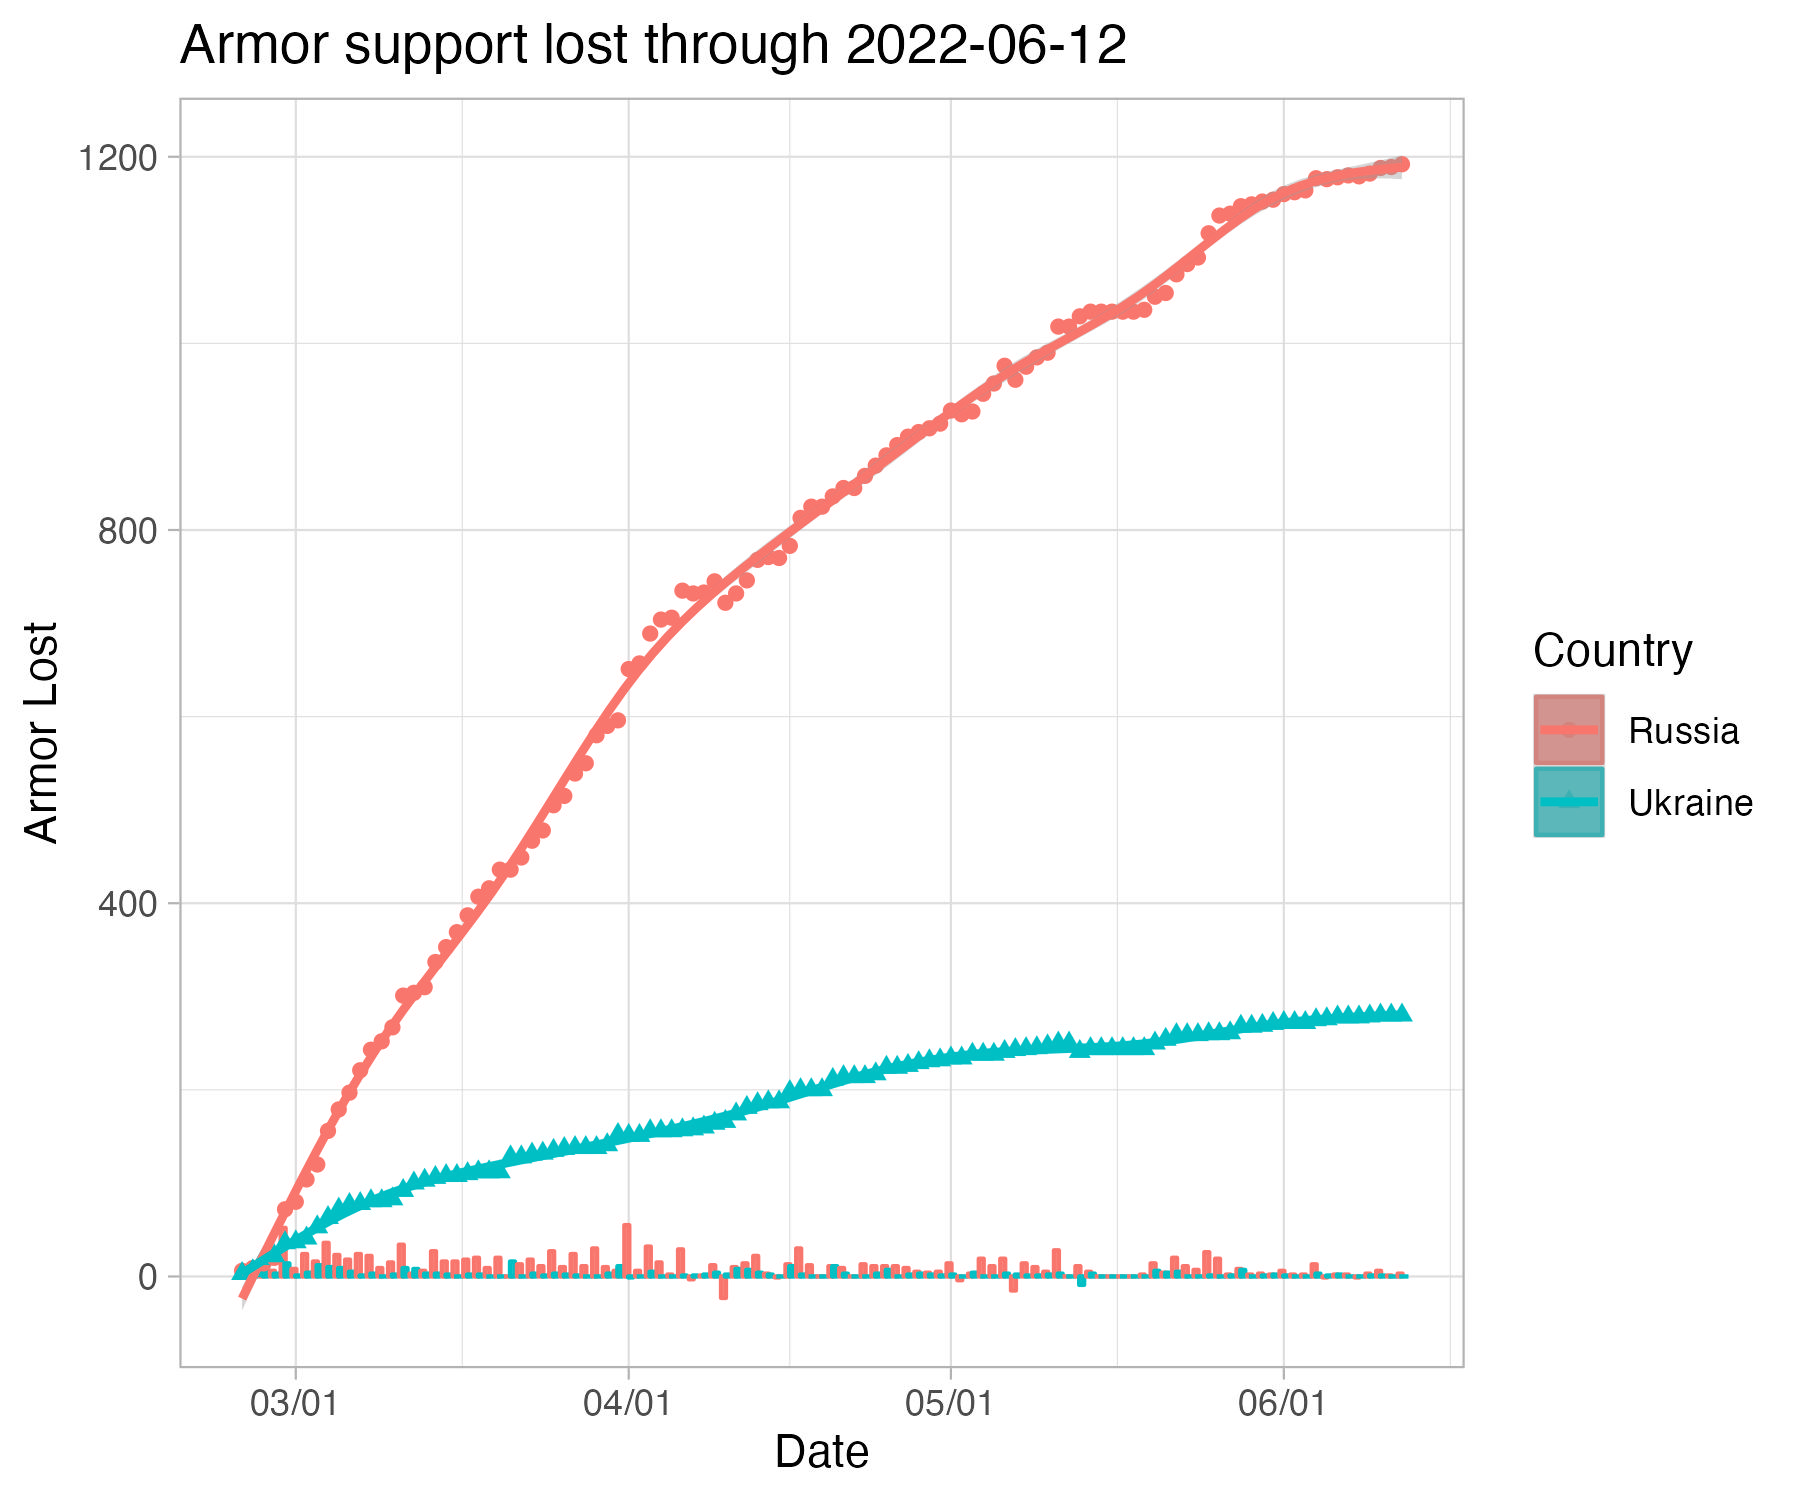 Armor support lost through 2022-06-12
Armor Lost
1200
800
400
0
03/01
04/01
05/01
06/01
Date
Country
Russia
Ukraine